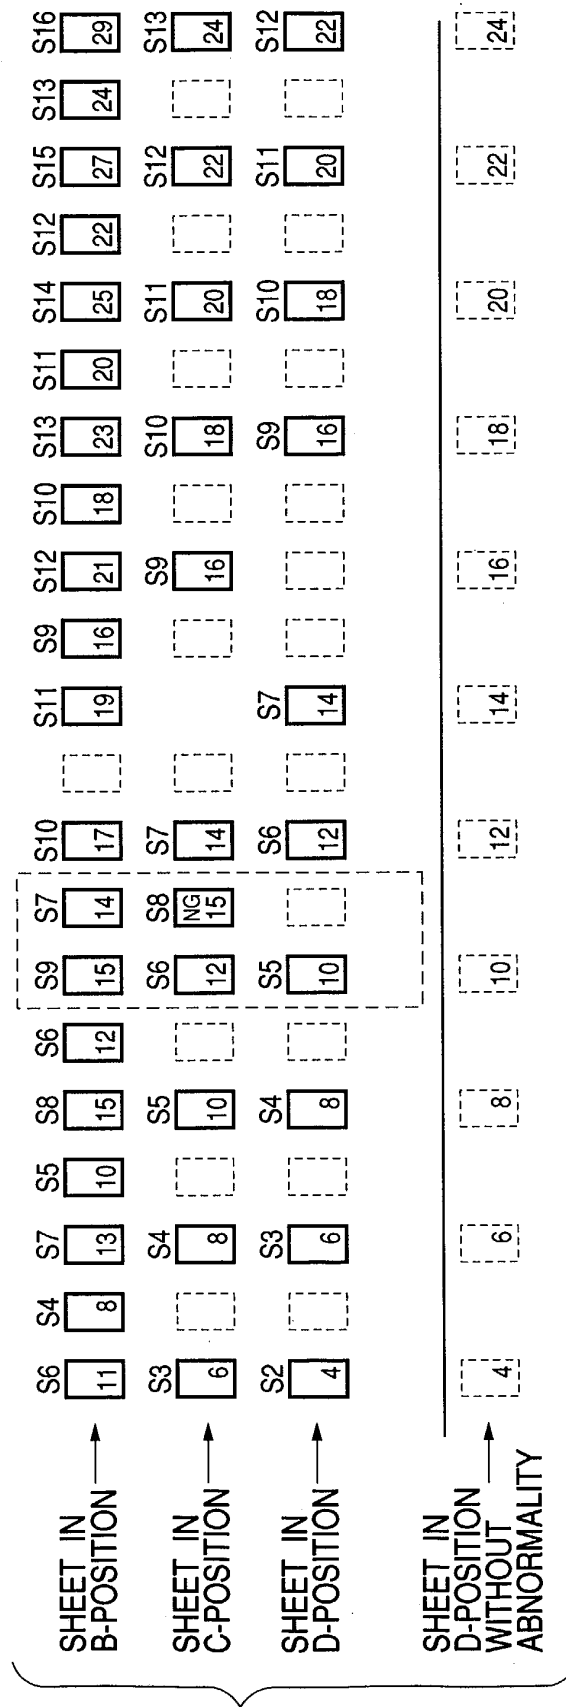 SHEET IN
B-POSITION
S6 S4 S7 S5 S8 S6 S9 S7 S10 S11 S9 S12 S10 S13 S11 S14 S12 S15 S13 S16
11 8 13 10 15 12 15 14 17 19 16 21 18 23 20 25 22 27 24 29
SHEET IN
C-POSITION
S3 S4 S5 S6 S8 S7 S9 S10 S11 S12 S13
NG
6 8 10 12 15 14 16 18 20 22 24
SHEET IN
D-POSITION
S2 S3 S4 S5 S6 S7 S9 S10 S11 S12
4 6 8 10 12 14 16 18 20 22
SHEET IN
D-POSITION
WITHOUT
ABNORMALITY
4 6 8 10 12 14 16 18 20 22 24